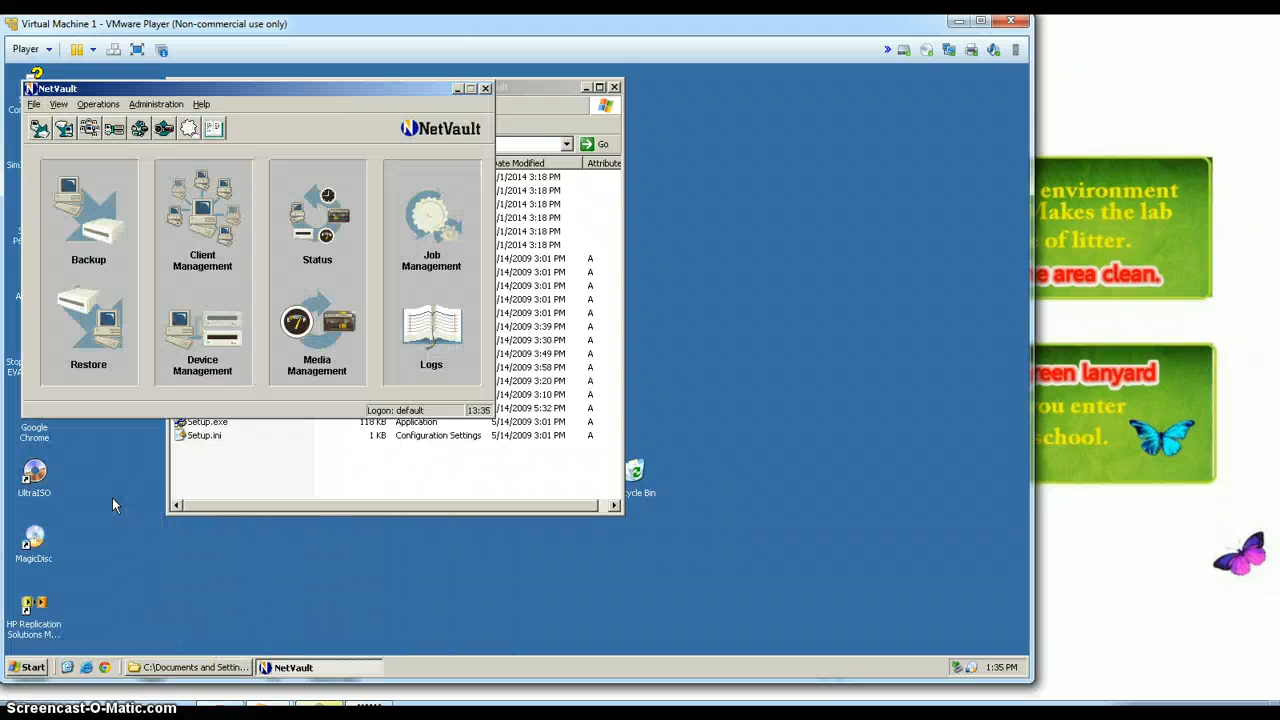 Virtual Machine 1 - VMware Player (Non-commercial use only)
Player
NetVault
File View Operations Administration Help
NetVault
Go
Date Modified Attribute
Backup
Client
Management
Status
Job
Management
Restore
Device
Management
Media
Management
Logs
Logon: default 13:35
/1/2014 3:18 PM
/1/2014 3:18 PM
/1/2014 3:18 PM
/1/2014 3:18 PM
/1/2014 3:18 PM
/1/2014 3:18 PM
/14/2009 3:01 PM A
/14/2009 3:01 PM A
/14/2009 3:01 PM A
/14/2009 3:01 PM A
/14/2009 3:01 PM A
/14/2009 3:39 PM A
/14/2009 3:30 PM A
/14/2009 3:49 PM A
/14/2009 3:58 PM A
/14/2009 3:20 PM A
/14/2009 3:10 PM A
/14/2009 5:32 PM A
Setup.exe 118 KB Application 5/14/2009 3:01 PM A
Setup.ini 1 KB Configuration Settings 5/14/2009 3:01 PM A
Google
Chrome
UltraISO
MagicDisc
HP Replication
Solutions M...
cycle Bin
Start
C:\Documents and Settin...
NetVault
1:35 PM
environment
Makes the lab
e of litter.
e area clean.
reen lanyard
you enter
school.
Screencast-O-Matic.com